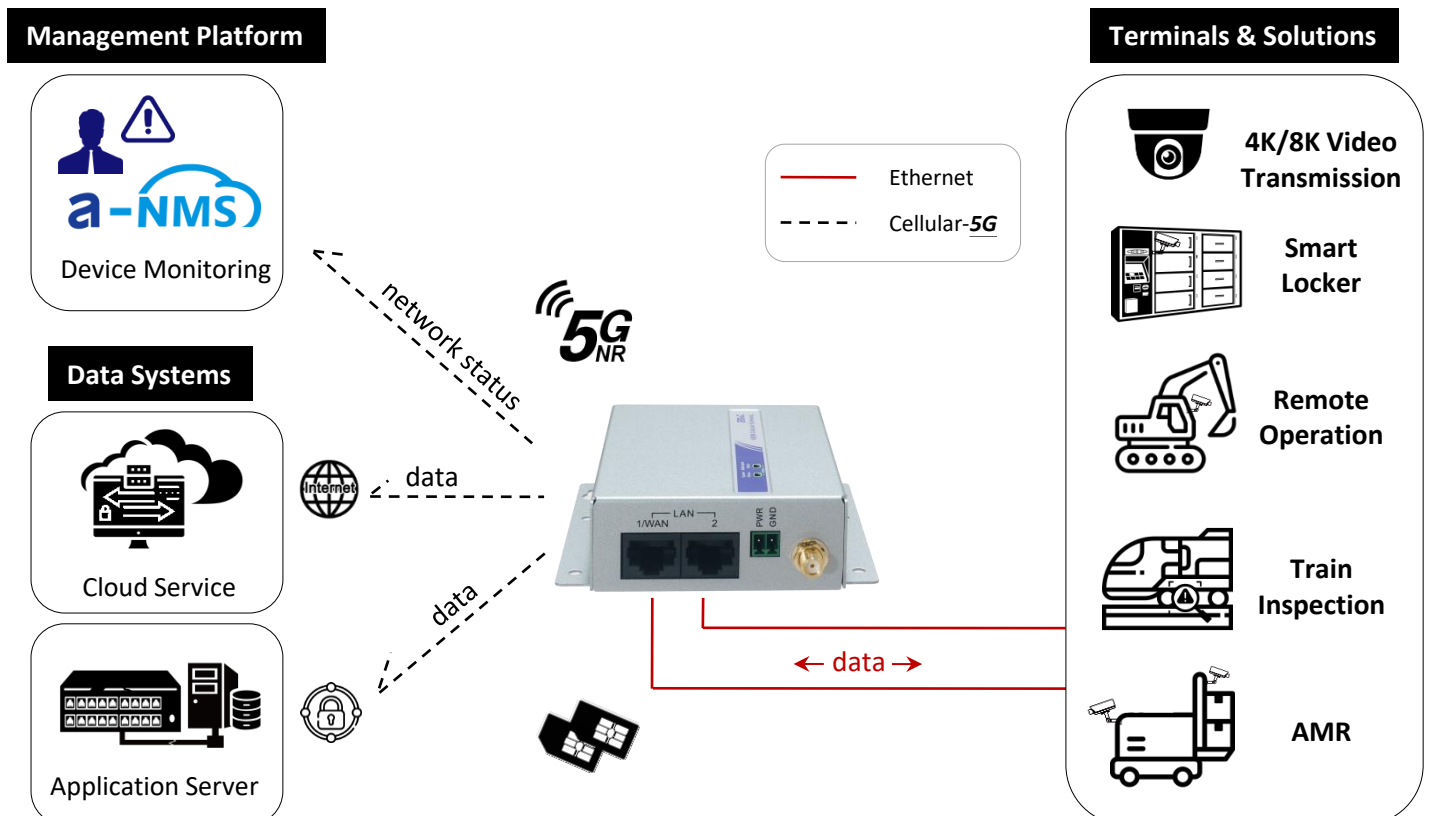 Management Platform
a-NMS
Device Monitoring
Data Systems
Cloud Service
Application Server
network status
Internet
data
data
5G
NR
Ethernet
Cellular-5G
LAN
1/WAN 2
PWR
GND
← data →
Terminals & Solutions
4K/8K Video
Transmission
Smart
Locker
Remote
Operation
Train
Inspection
AMR